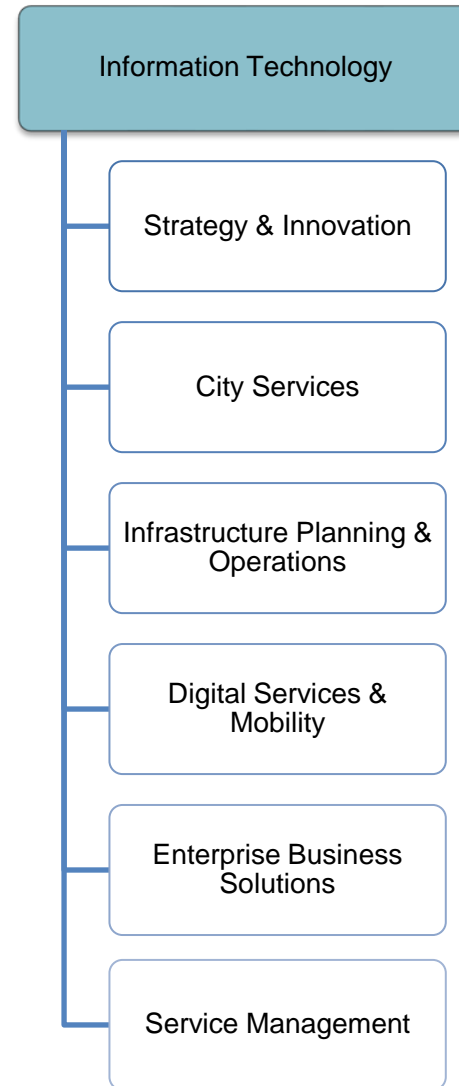 Information Technology
Strategy & Innovation
City Services
Infrastructure Planning &
Operations
Digital Services &
Mobility
Enterprise Business
Solutions
Service Management